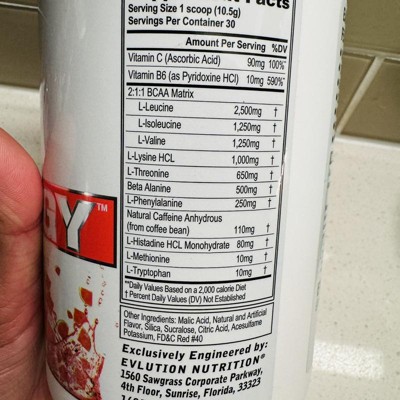 Facts
Serving Size 1 scoop (10.5g)
Servings Per Container 30
Amount Per Serving %DV
Vitamin C (Ascorbic Acid) 90mg 100%*
Vitamin B6 (as Pyridoxine HCl) 10mg 590%*
2:1:1 BCAA Matrix
L-Leucine 2,500mg †
L-Isoleucine 1,250mg †
L-Valine 1,250mg †
L-Lysine HCL 1,000mg †
L-Threonine 650mg †
Beta Alanine 500mg †
L-Phenylalanine 250mg †
Natural Caffeine Anhydrous
(from coffee bean) 110mg †
L-Histadine HCL Monohydrate 80mg †
L-Methionine 10mg †
L-Tryptophan 10mg †
**Daily Values Based on a 2,000 calorie diet
† Percent Daily Values (DV) Not Established
Other Ingredients: Malic Acid, Natural and Artificial
Flavor, Silica, Sucralose, Citric Acid, Acesulfame
Potassium, FD&C Red #40
Exclusively Engineered by:
EVLUTION NUTRITION®
1560 Sawgrass Corporate Parkway,
4th Floor, Sunrise, Florida, 33323
GY™